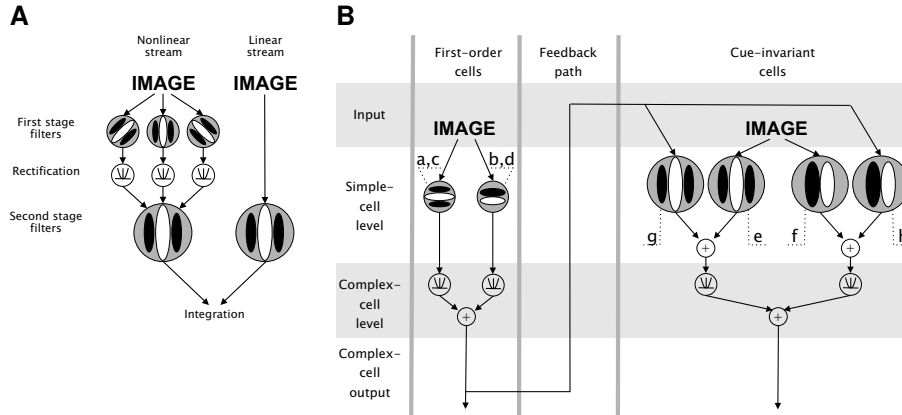 A
Nonlinear
stream
Linear
stream
IMAGE
IMAGE
First stage
filters
Rectification
Second stage
filters
Integration
B
First-order
cells
Feedback
path
Cue-invariant
cells
Input
IMAGE
IMAGE
a,c
b,d
Simple-
cell
level
g
e
f
h
+
+
Complex-
cell
level
+
+
Complex-
cell
output